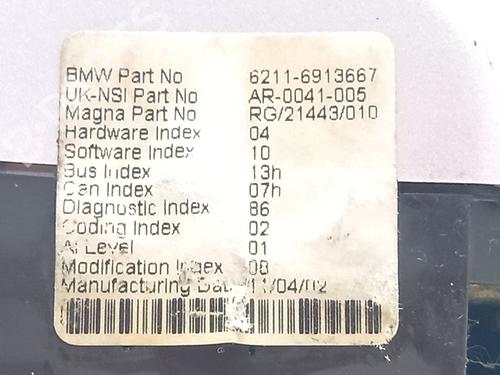 BMW Part No 6211-6913667
UK-NSI Part No AR-0041-005
Magna Part No RG/21443/010
Hardware Index 04
Software Index 10
Bus Index 13h
Can Index 07h
Diagnostic Index 86
Coding Index 02
AI Level 01
Modification Index 08
Manufacturing Date 11/04/02